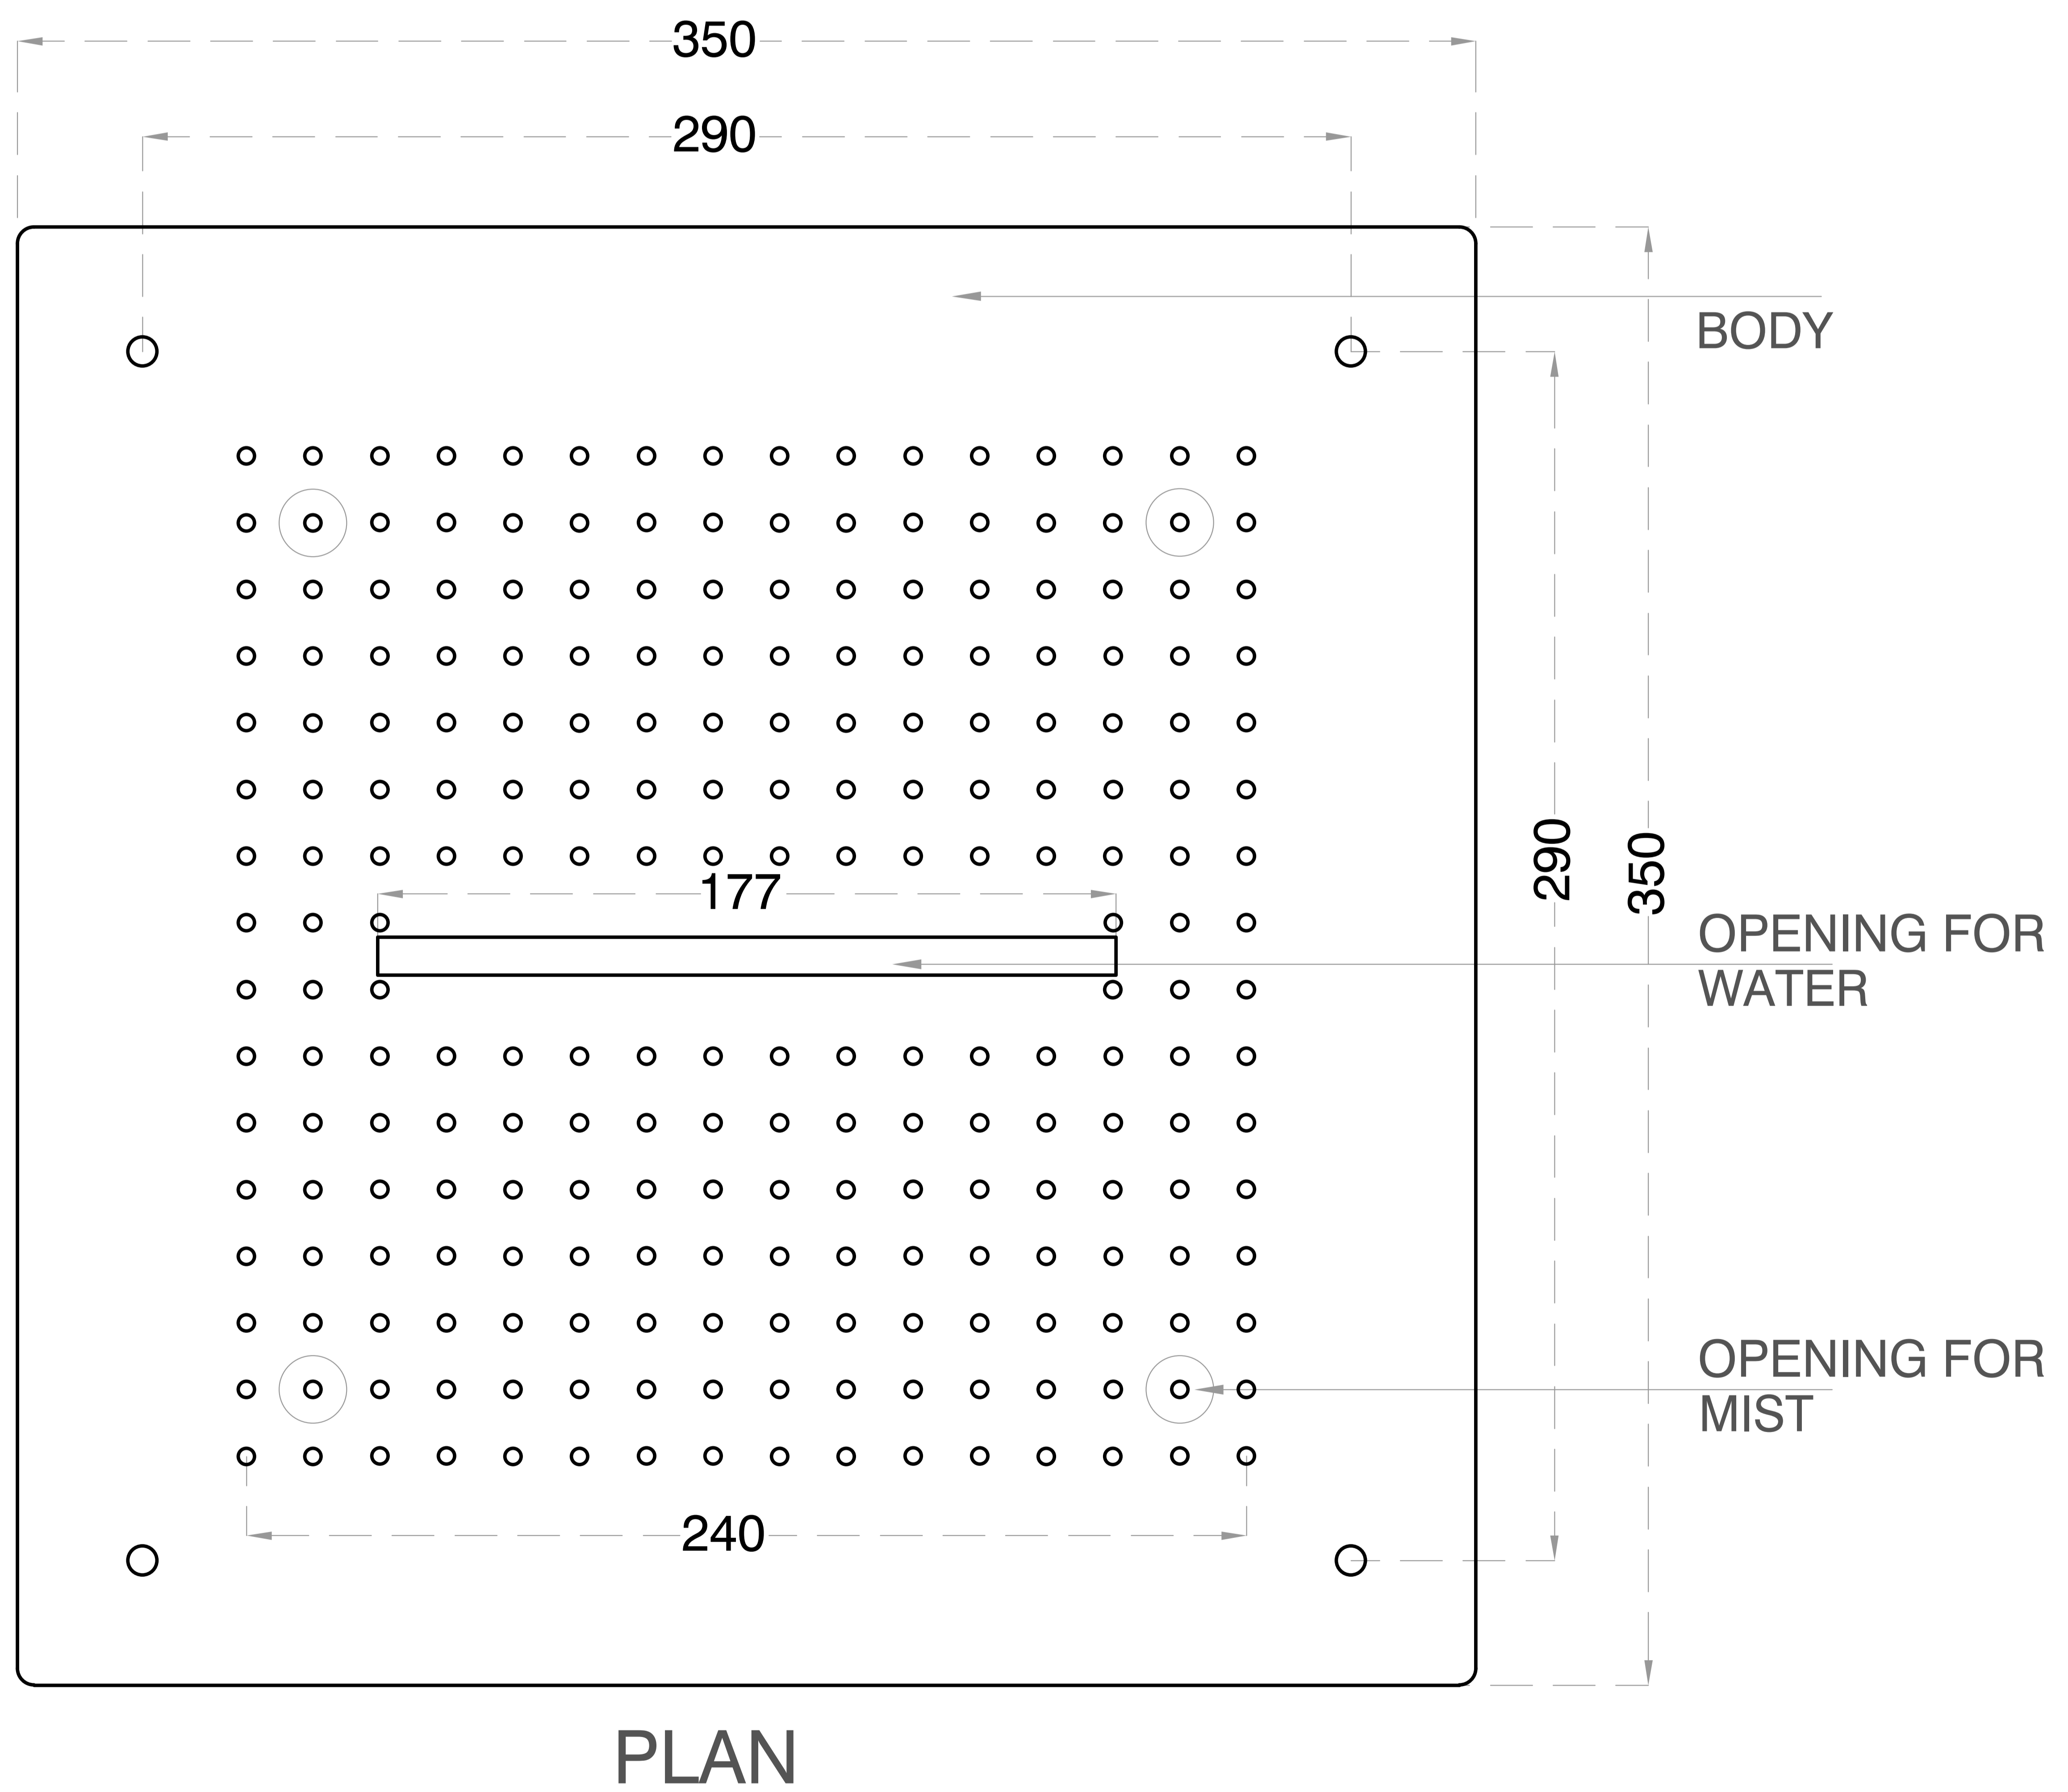 350
290
BODY
290
350
177
OPENING FOR
WATER
OPENING FOR
MIST
240
PLAN